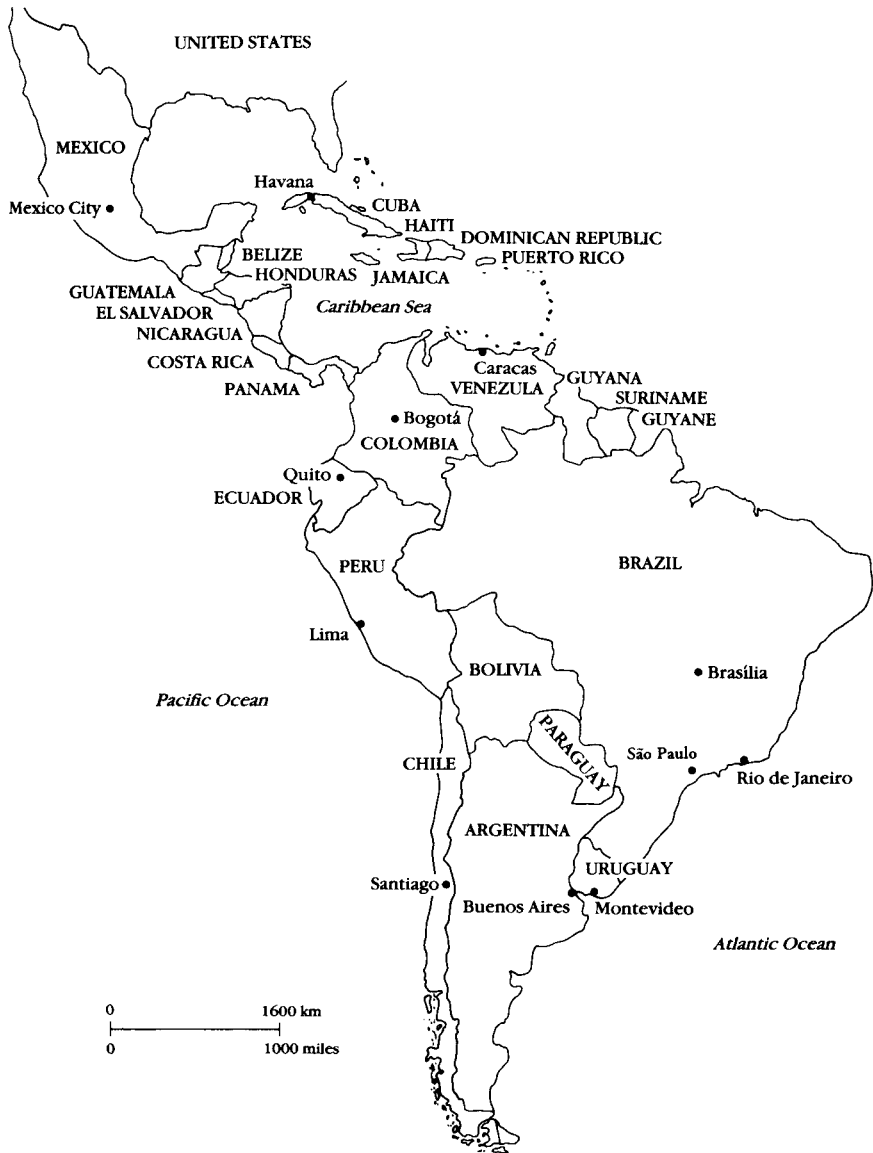 UNITED STATES
MEXICO
Havana
Mexico City
CUBA
HAITI
DOMINICAN REPUBLIC
PUERTO RICO
BELIZE
HONDURAS
JAMAICA
GUATEMALA
EL SALVADOR
Caribbean Sea
NICARAGUA
COSTA RICA
PANAMA
Caracas
VENEZULA
GUYANA
SURINAME
GUYANE
Bogotá
COLOMBIA
Quito
ECUADOR
PERU
BRAZIL
Lima
BOLIVIA
Brasília
Pacific Ocean
PARAGUAY
São Paulo
CHILE
Rio de Janeiro
ARGENTINA
URUGUAY
Santiago
Buenos Aires
Montevideo
Atlantic Ocean
0 1600 km
0 1000 miles